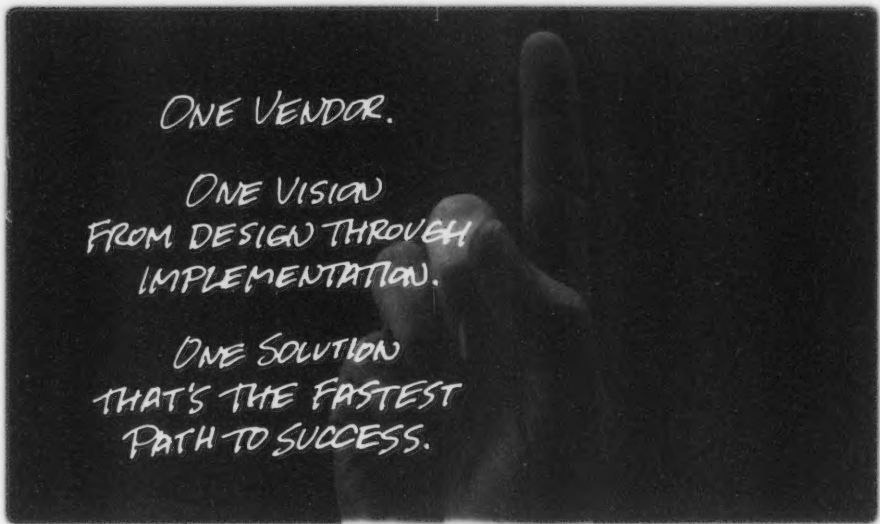 ONE VENDOR.
ONE VISION
FROM DESIGN THROUGH
IMPLEMENTATION.
ONE SOLUTION
THAT'S THE FASTEST
PATH TO SUCCESS.